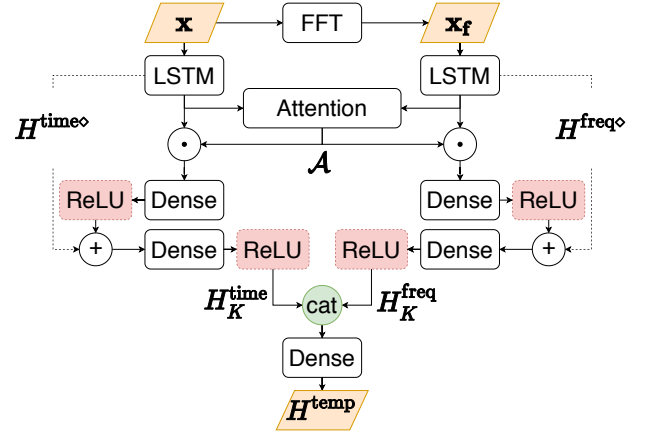 x FFT x_f
LSTM LSTM
Attention
H^time⋄ H^freq⋄
· ·
𝒜
ReLU Dense Dense ReLU
+ Dense ReLU ReLU Dense +
H_K^time cat H_K^freq
Dense
H^temp